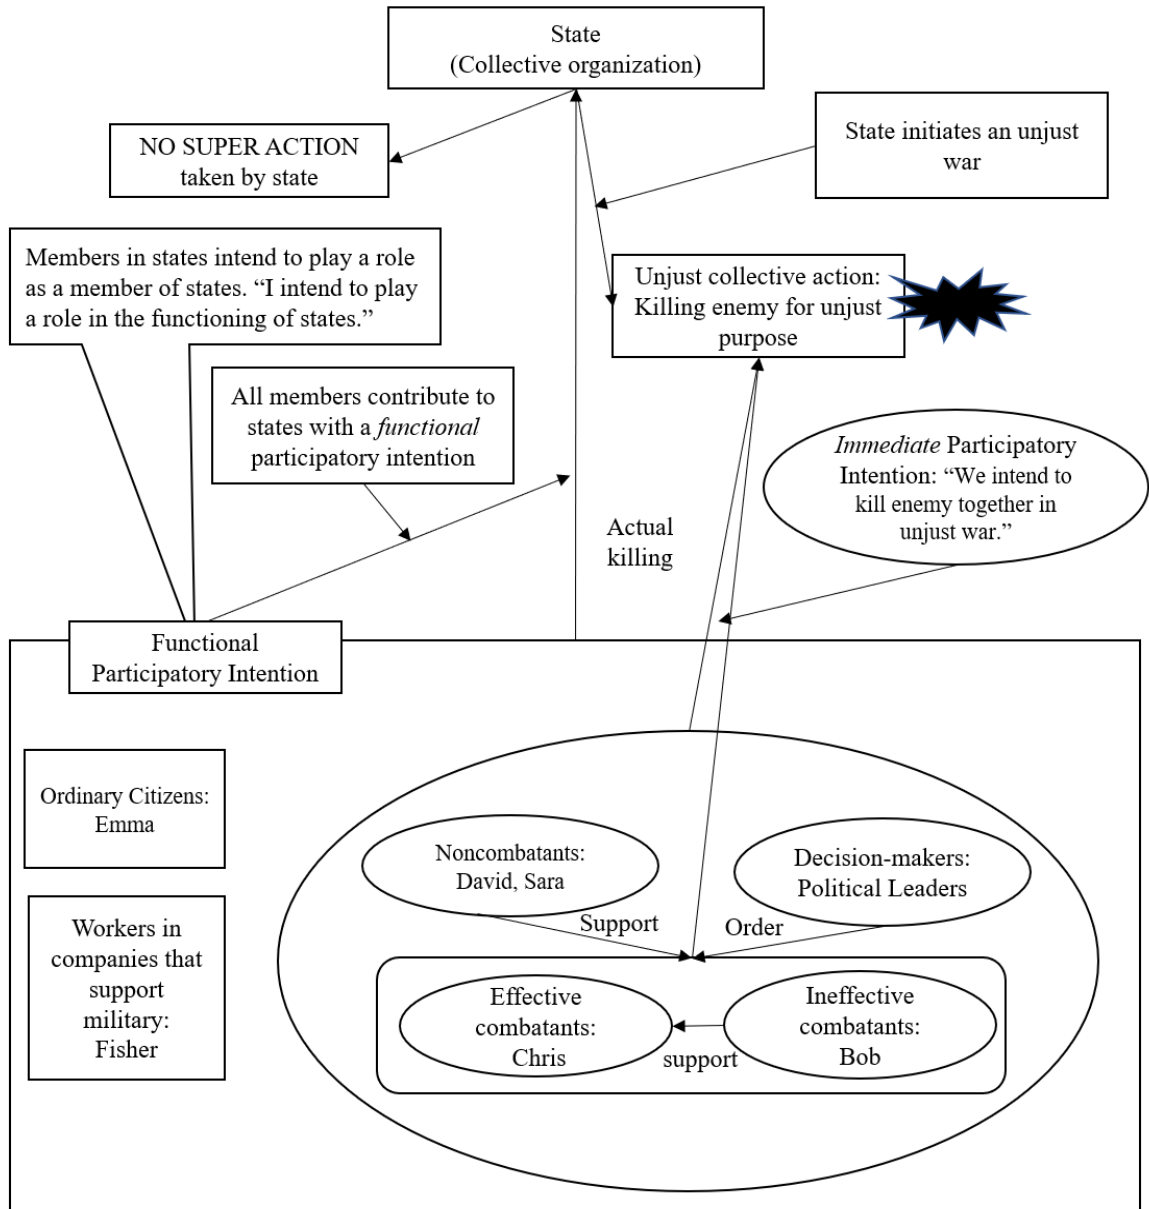 State
(Collective organization)
NO SUPER ACTION
taken by state
State initiates an unjust
war
Members in states intend to play a role
as a member of states. “I intend to play
a role in the functioning of states.”
Unjust collective action:
Killing enemy for unjust
purpose
All members contribute to
states with a functional
participatory intention
Immediate Participatory
Intention: “We intend to
kill enemy together in
unjust war.”
Actual
killing
Functional
Participatory Intention
Ordinary Citizens:
Emma
Noncombatants:
David, Sara
Decision-makers:
Political Leaders
Support
Order
Workers in
companies that
support
military:
Fisher
Effective
combatants:
Chris
support
Ineffective
combatants:
Bob